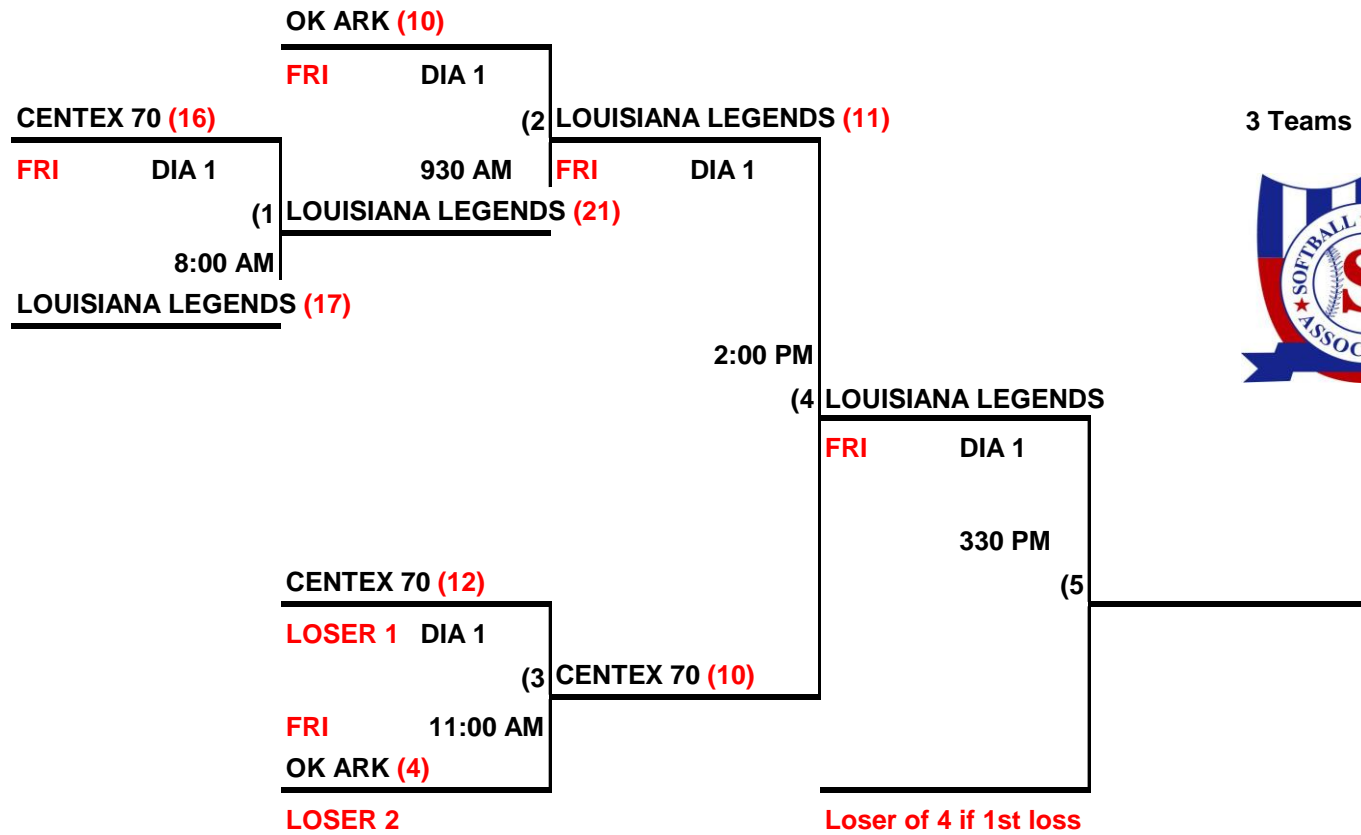 OK ARK (10)
FRI DIA 1
CENTEX 70 (16)
(2 LOUISIANA LEGENDS (11)
3 Teams
FRI DIA 1
930 AM FRI DIA 1
(1 LOUISIANA LEGENDS (21)
8:00 AM
LOUISIANA LEGENDS (17)
2:00 PM
(4 LOUISIANA LEGENDS
FRI DIA 1
330 PM
CENTEX 70 (12)
(5
LOSER 1 DIA 1
(3 CENTEX 70 (10)
FRI 11:00 AM
OK ARK (4)
LOSER 2
Loser of 4 if 1st loss
SOFTBALL